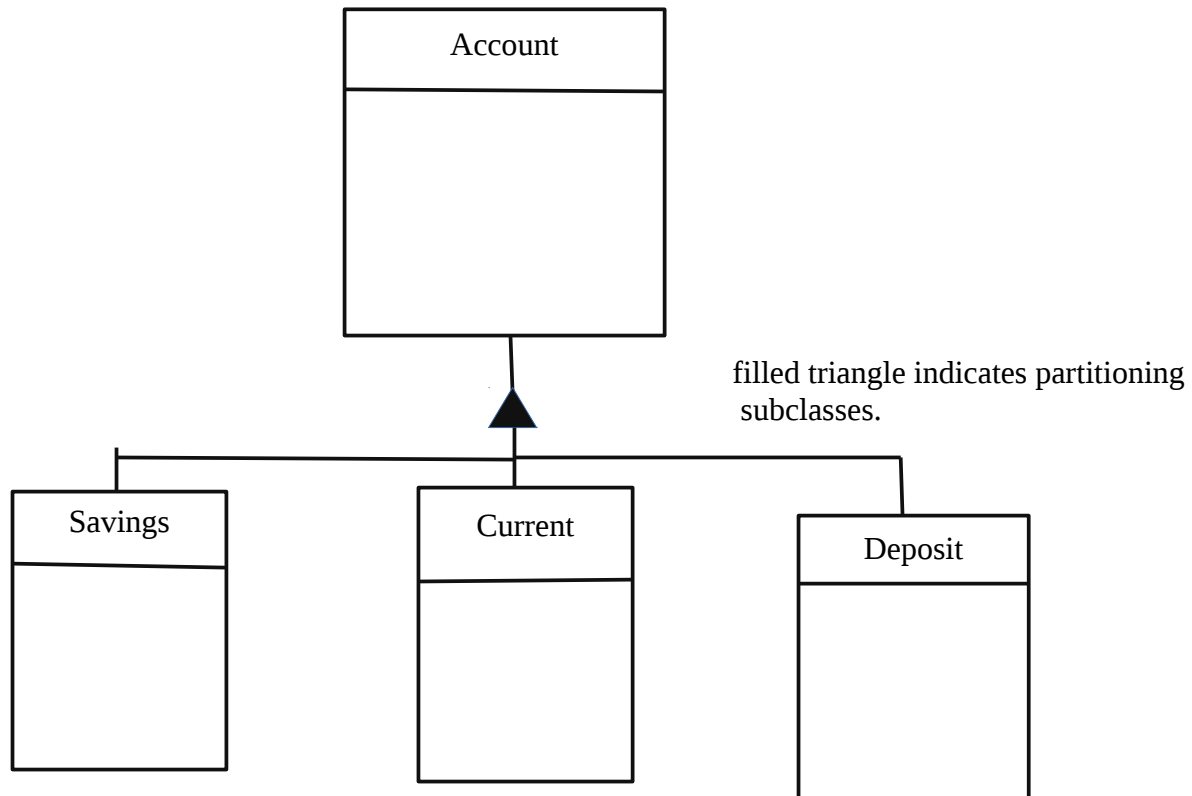 Account
filled triangle indicates partitioning
subclasses.
Savings
Current
Deposit